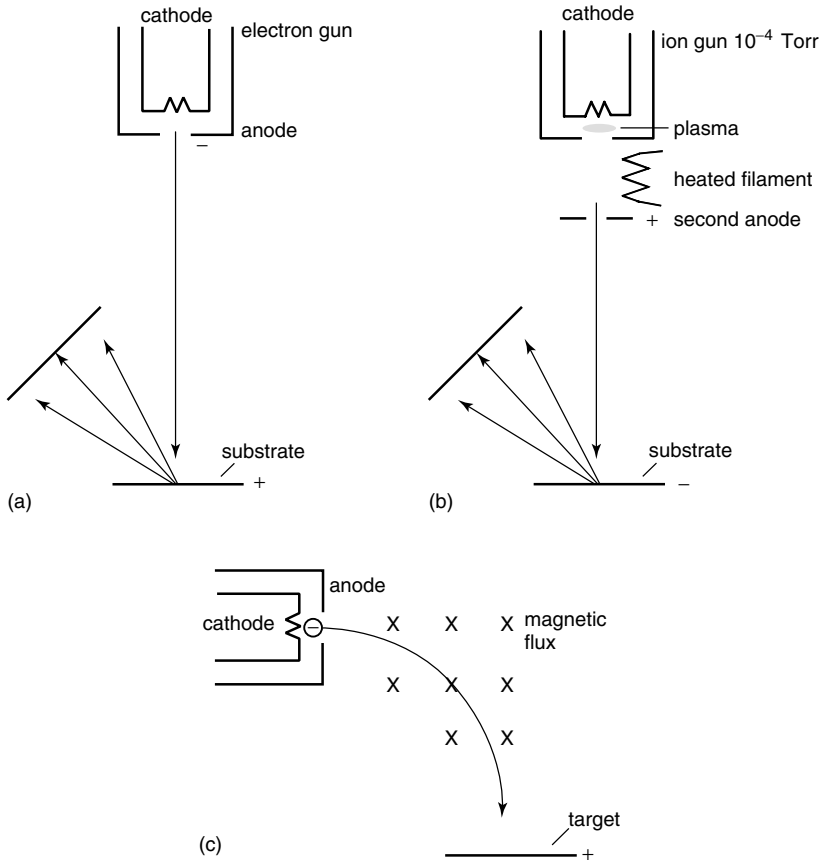 cathode
electron gun
anode
−
substrate
+
(a)
cathode
ion gun 10⁻⁴ Torr
plasma
heated filament
+ second anode
substrate
−
(b)
anode
cathode
−
X X X magnetic
flux
X X X
X X
target
+
(c)